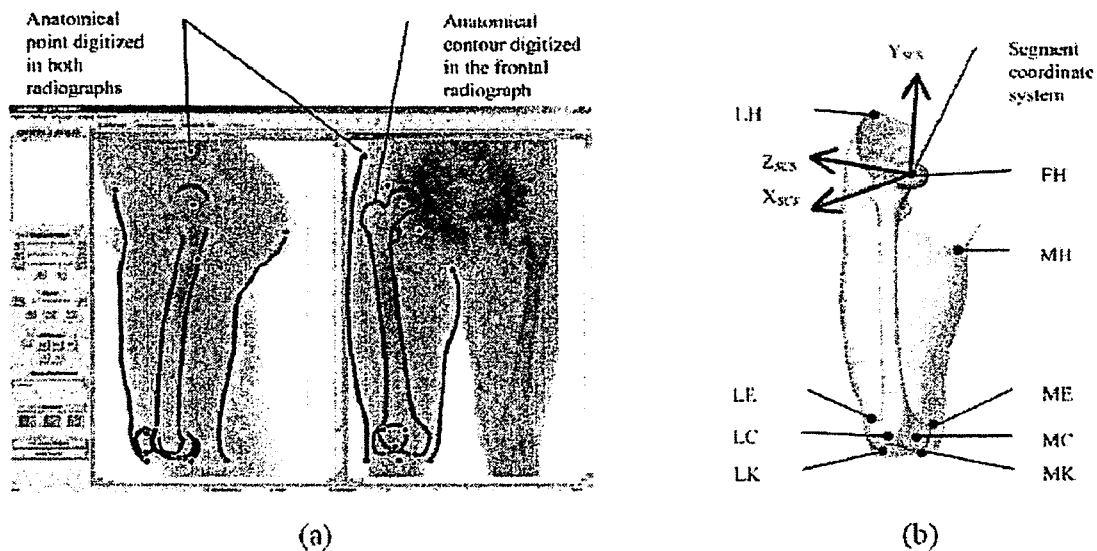 Anatomical
point digitized
in both
radiographs
Anatomical
contour digitized
in the frontal
radiograph
(a)
Y_SCS
Segment
coordinate
system
LH
Z_SCS
FH
X_SCS
MH
LE
ME
LC
MC
LK
MK
(b)